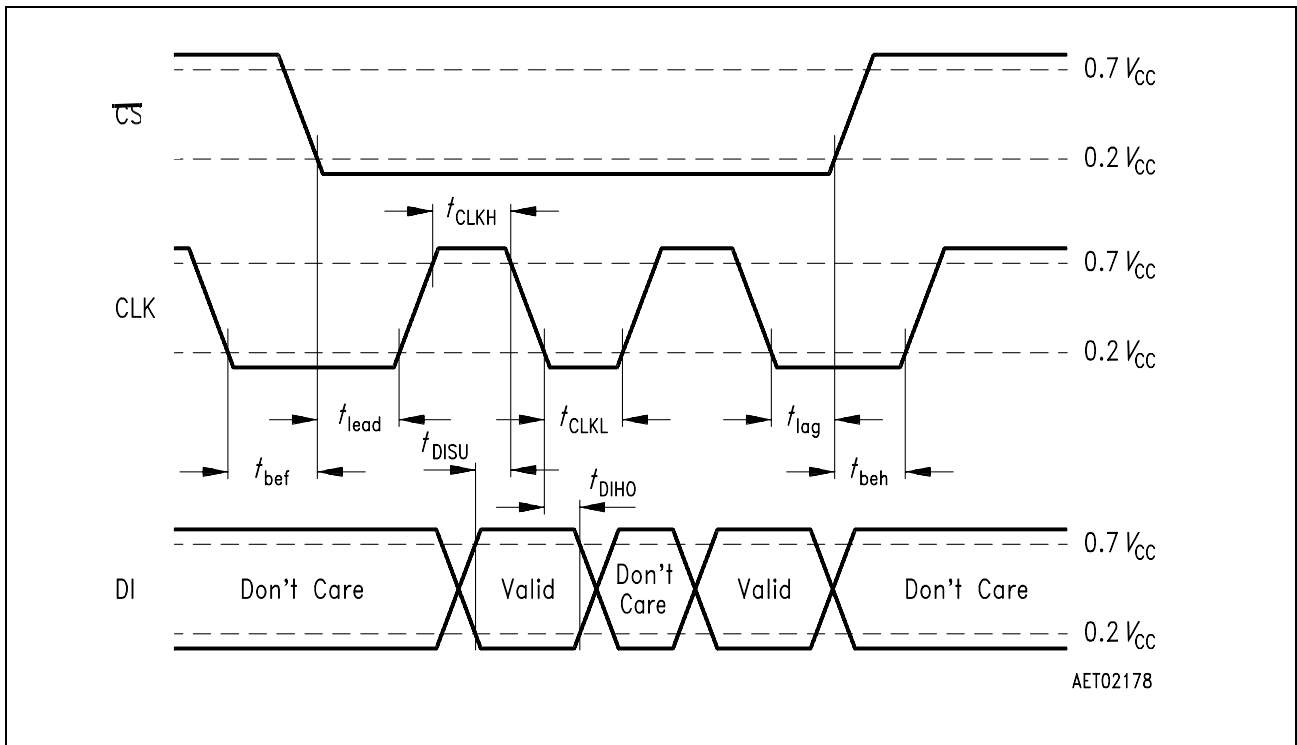 0.7 VCC
CS
0.2 VCC
tCLKH
0.7 VCC
CLK
0.2 VCC
tlead
tCLKL
tlag
tDISU
tbef
tbeh
tDIHO
0.7 VCC
DI
Don't Care
Valid
Don't
Care
Valid
Don't Care
0.2 VCC
AET02178